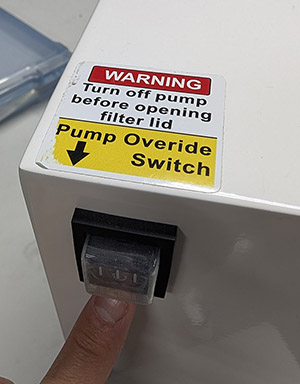 WARNING
Turn off pump
before opening
filter lid
Pump Overide
Switch